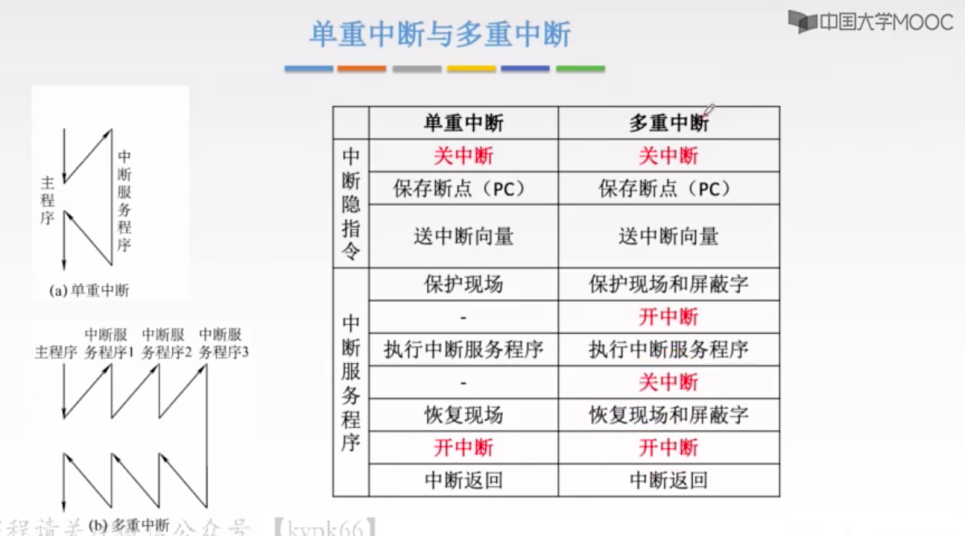 单重中断与多重中断
中国大学MOOC
主程序
中断服务程序
(a) 单重中断
中断服 中断服 中断服
主程序 务程序1 务程序2 务程序3
(b) 多重中断
单重中断 多重中断
中断隐指令
关中断 关中断
保存断点（PC） 保存断点（PC）
送中断向量 送中断向量
中断服务程序
保护现场 保护现场和屏蔽字
- 开中断
执行中断服务程序 执行中断服务程序
- 关中断
恢复现场 恢复现场和屏蔽字
开中断 开中断
中断返回 中断返回
程请关 公众号 【kypk66】